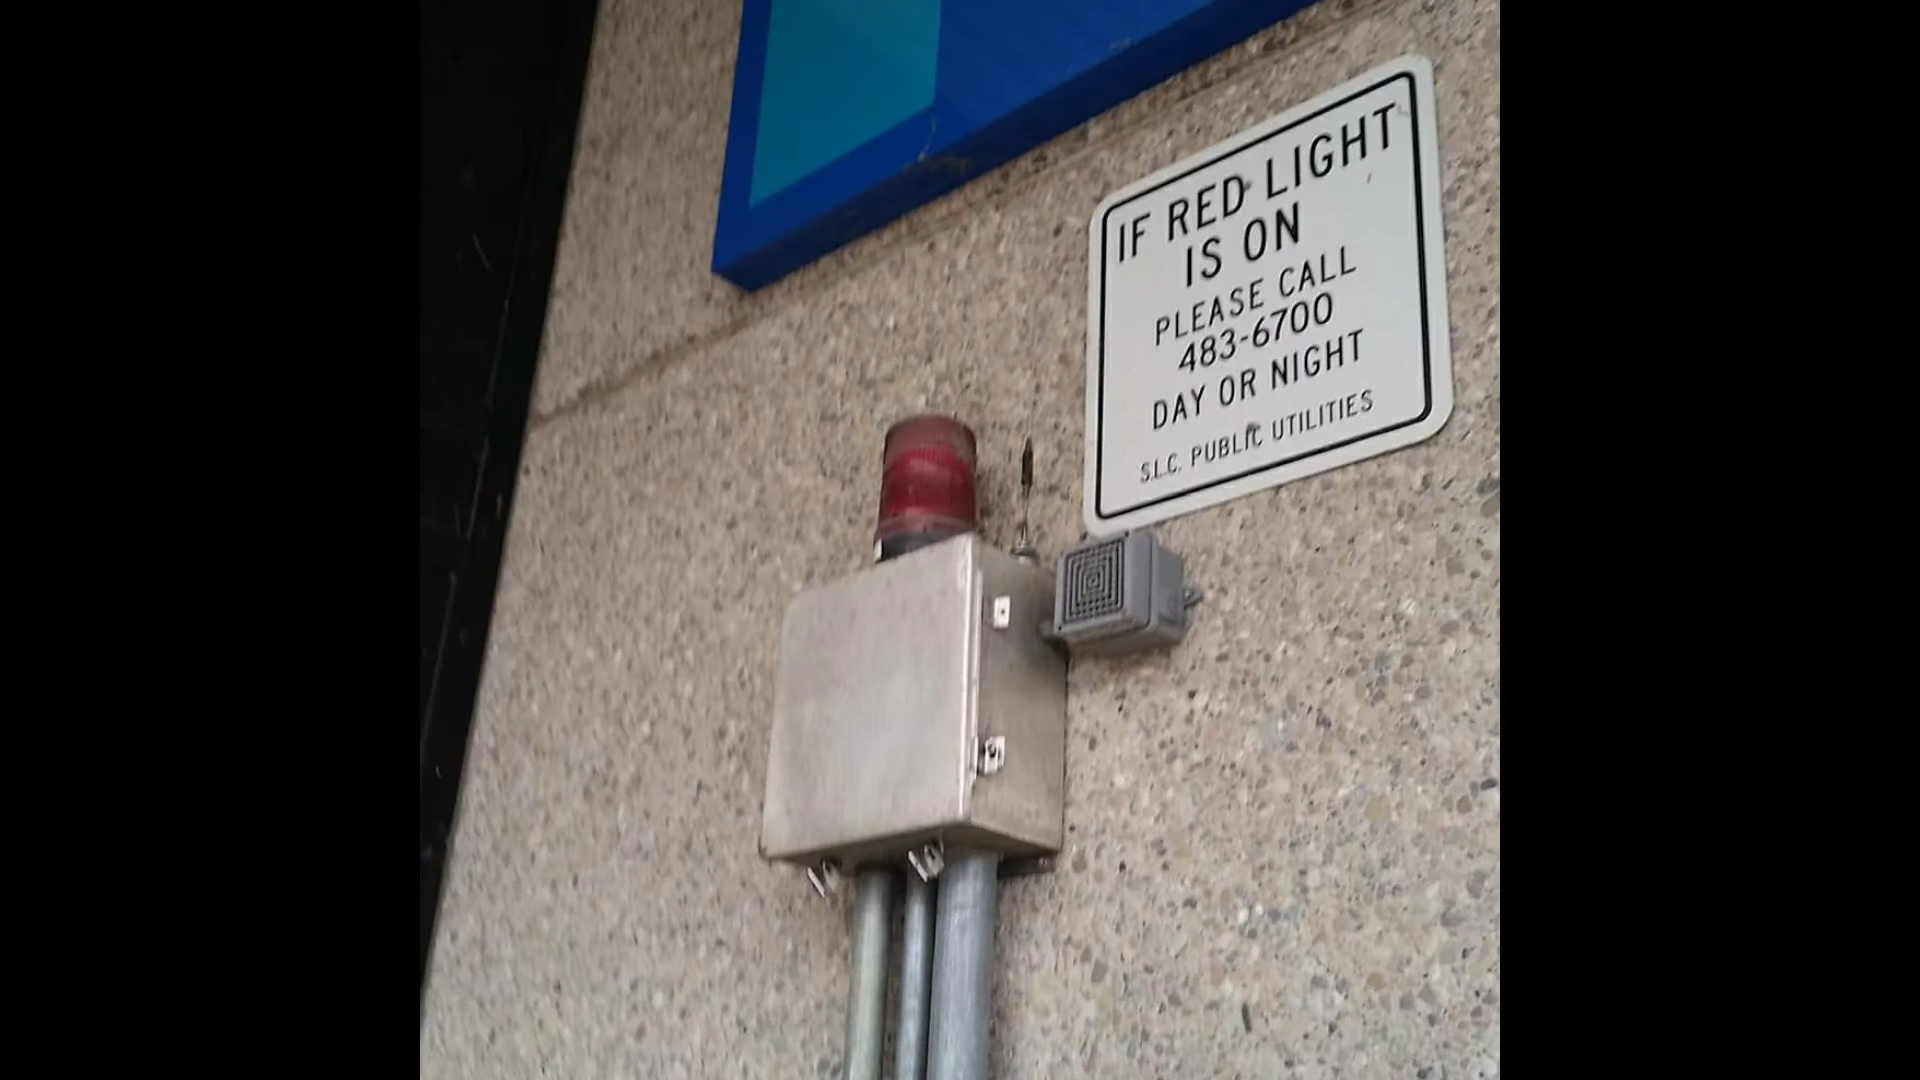 IF RED LIGHT
IS ON
PLEASE CALL
483-6700
DAY OR NIGHT
S.L.C. PUBLIC UTILITIES